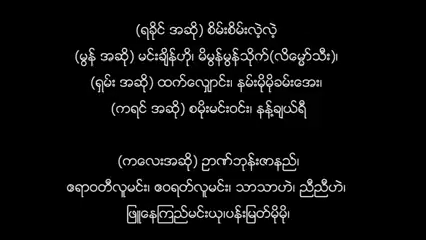 (ရခိုင် အဆို) စိမ်းစိမ်းလဲ့လဲ့
(မွန် အဆို) မင်းချိန်ဟို၊ မိမွန်မွန်သိုက်(လိမ္မော်သီး)၊
(ရှမ်း အဆို) ထက်လျှောင်း၊ နမ်းမိုမိုခမ်းအေး၊
(ကရင် အဆို) စမိုးမင်းဝင်း၊ နန့်ချယ်ရီ
(ကလေးအဆို) ဥာဏ်ဘုန်းဇာနည်၊
ဧရာဝတီလူမင်း၊ ဝေရတ်လူမင်း၊ သာသာဟဲ၊ ညီညီဟဲ၊
ဖြူနေကြည်မင်းယု၊ပန်းမြတ်မိုမို၊